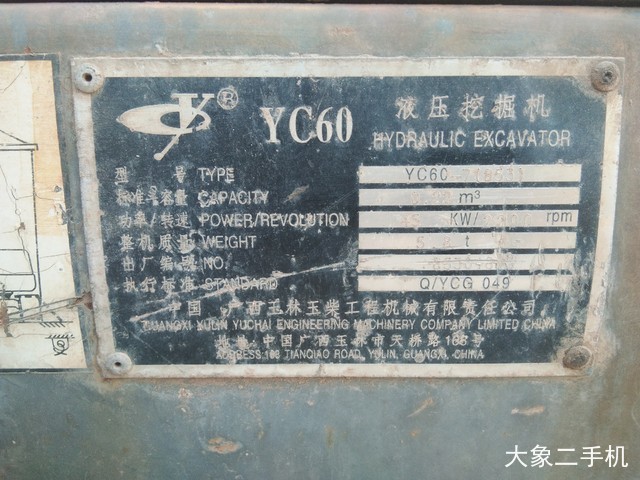 YK® YC60 液压挖掘机
HYDRAULIC EXCAVATOR
型 号 TYPE YC60
标准斗容量 CAPACITY m³
功率/转速 POWER/REVOLUTION KW/ rpm
整机质量 WEIGHT t
出厂编号 NO.
执行标准 STANDARD Q/YCG 049
中国·广西玉林玉柴工程机械有限责任公司
GUANGXI YULIN YUCHAI ENGINEERING MACHINERY COMPANY LIMITED CHINA
地址:中国广西玉林市天桥路168号
ADDRESS:168 TIANQIAO ROAD, YULIN, GUANGXI, CHINA
大象二手机